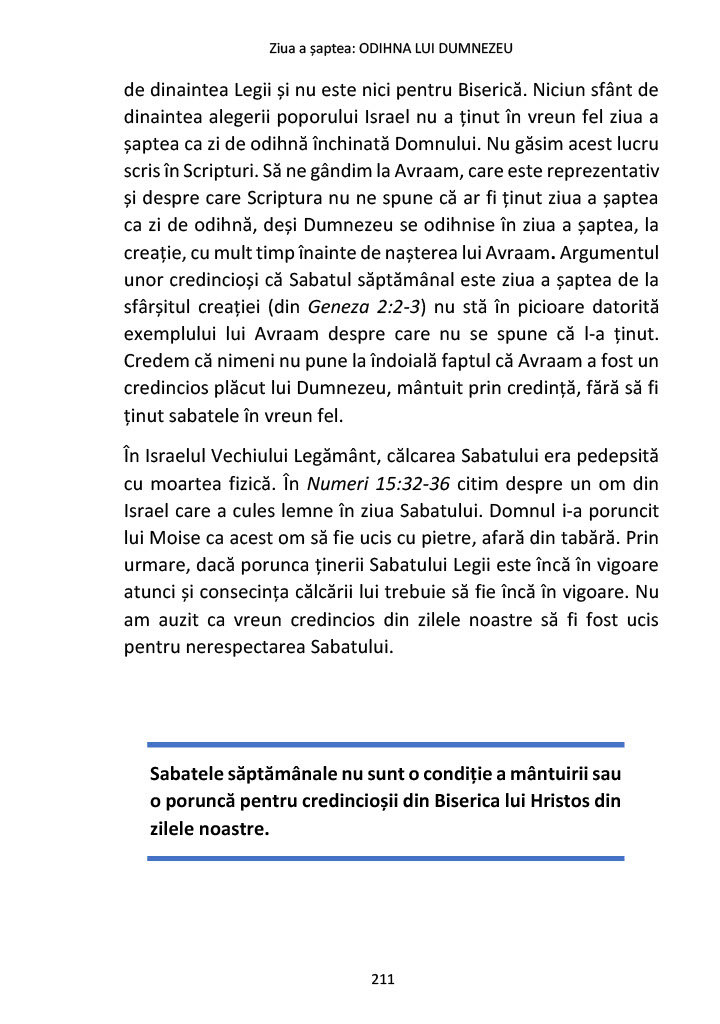 Ziua a șaptea: ODIHNA LUI DUMNEZEU
de dinaintea Legii și nu este nici pentru Biserică. Niciun sfânt de
dinaintea alegerii poporului Israel nu a ținut în vreun fel ziua a
șaptea ca zi de odihnă închinată Domnului. Nu găsim acest lucru
scris în Scripturi. Să ne gândim la Avraam, care este reprezentativ
și despre care Scriptura nu ne spune că ar fi ținut ziua a șaptea
ca zi de odihnă, deși Dumnezeu se odihnise în ziua a șaptea, la
creație, cu mult timp înainte de nașterea lui Avraam. Argumentul
unor credincioși că Sabatul săptămânal este ziua a șaptea de la
sfârșitul creației (din Geneza 2:2-3) nu stă în picioare datorită
exemplului lui Avraam despre care nu se spune că l-a ținut.
Credem că nimeni nu pune la îndoială faptul că Avraam a fost un
credincios plăcut lui Dumnezeu, mântuit prin credință, fără să fi
ținut sabatele în vreun fel.
În Israelul Vechiului Legământ, călcarea Sabatului era pedepsită
cu moartea fizică. În Numeri 15:32-36 citim despre un om din
Israel care a cules lemne în ziua Sabatului. Domnul i-a poruncit
lui Moise ca acest om să fie ucis cu pietre, afară din tabără. Prin
urmare, dacă porunca ținerii Sabatului Legii este încă în vigoare
atunci și consecința călcării lui trebuie să fie încă în vigoare. Nu
am auzit ca vreun credincios din zilele noastre să fi fost ucis
pentru nerespectarea Sabatului.
Sabatele săptămânale nu sunt o condiție a mântuirii sau
o poruncă pentru credincioșii din Biserica lui Hristos din
zilele noastre.
211